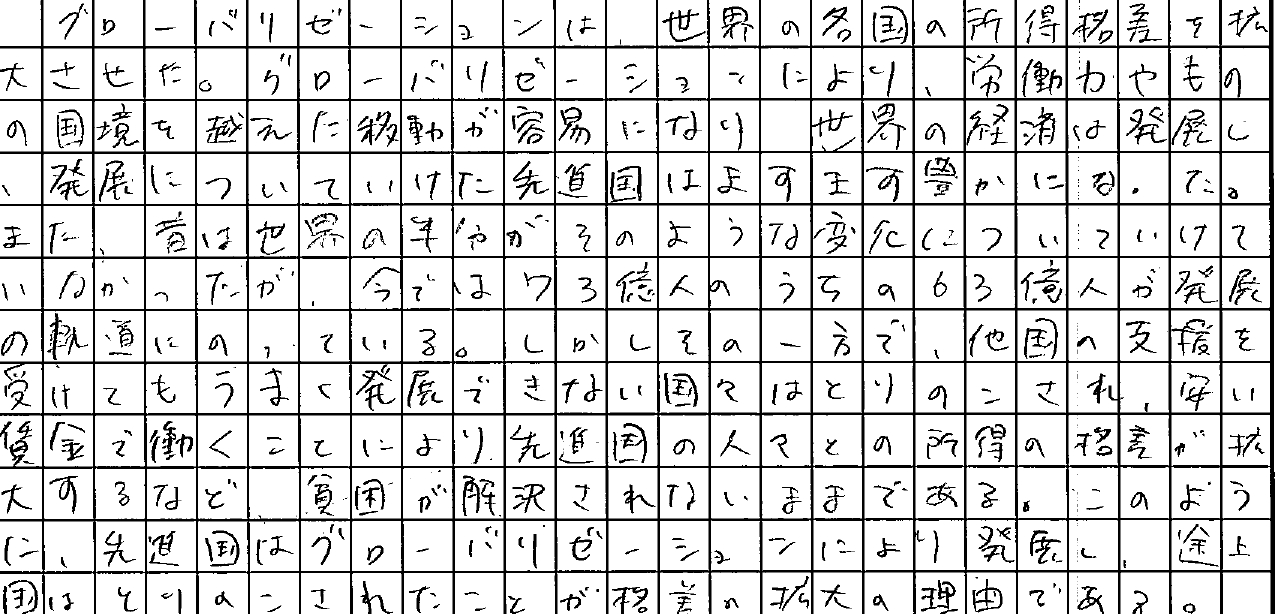 グローバリゼーションは、世界の各国の所得格差を拡
大させた。グローバリゼーションにより、労働力やもの
の国境を越えた移動が容易になり世界の経済は発展し
、発展についていけた先進国はよすます豊かになった。
また、昔は世界の半分がそのような変化についていけて
いなかったが、今では73億人のうちの63億人が発展
の軌道にのっている。しかしその一方で、他国の支援を
受けてもうまく発展できない国々はとりのこされ、安い
賃金で働くことにより先進国の人々との所得の格差が拡
大するなど、貧困が解決されないままである。このよう
に、先進国はグローバリゼーションにより発展し、途上
国はとりのこされたことが格差の拡大の理由である。